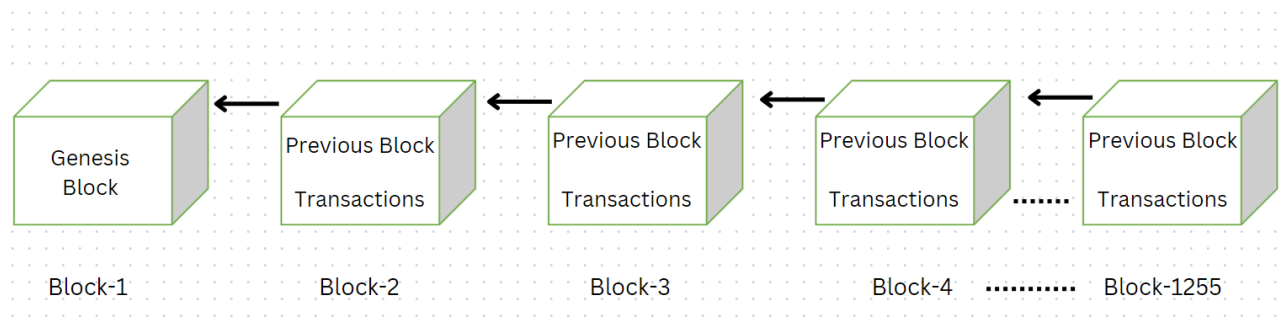 Genesis
Block
Previous Block
Transactions
Previous Block
Transactions
Previous Block
Transactions
Previous Block
Transactions
Block-1
Block-2
Block-3
Block-4
Block-1255